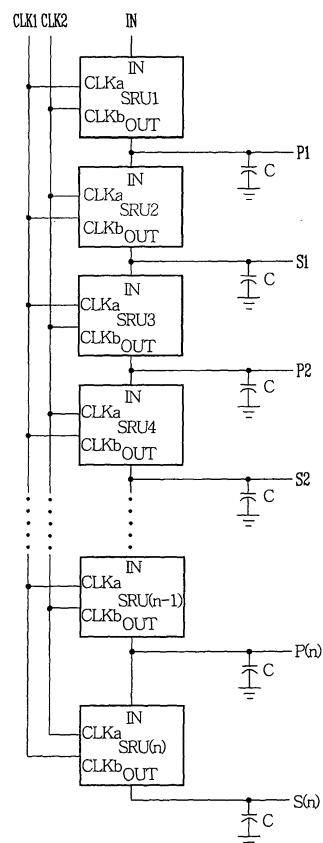 CLK1 CLK2 IN
IN
CLKa
SRU1
CLKb
OUT
P1
C
IN
CLKa
SRU2
CLKb
OUT
S1
C
IN
CLKa
SRU3
CLKb
OUT
P2
C
IN
CLKa
SRU4
CLKb
OUT
S2
C
IN
CLKa
SRU(n-1)
CLKb
OUT
P(n)
C
IN
CLKa
SRU(n)
CLKb
OUT
S(n)
C